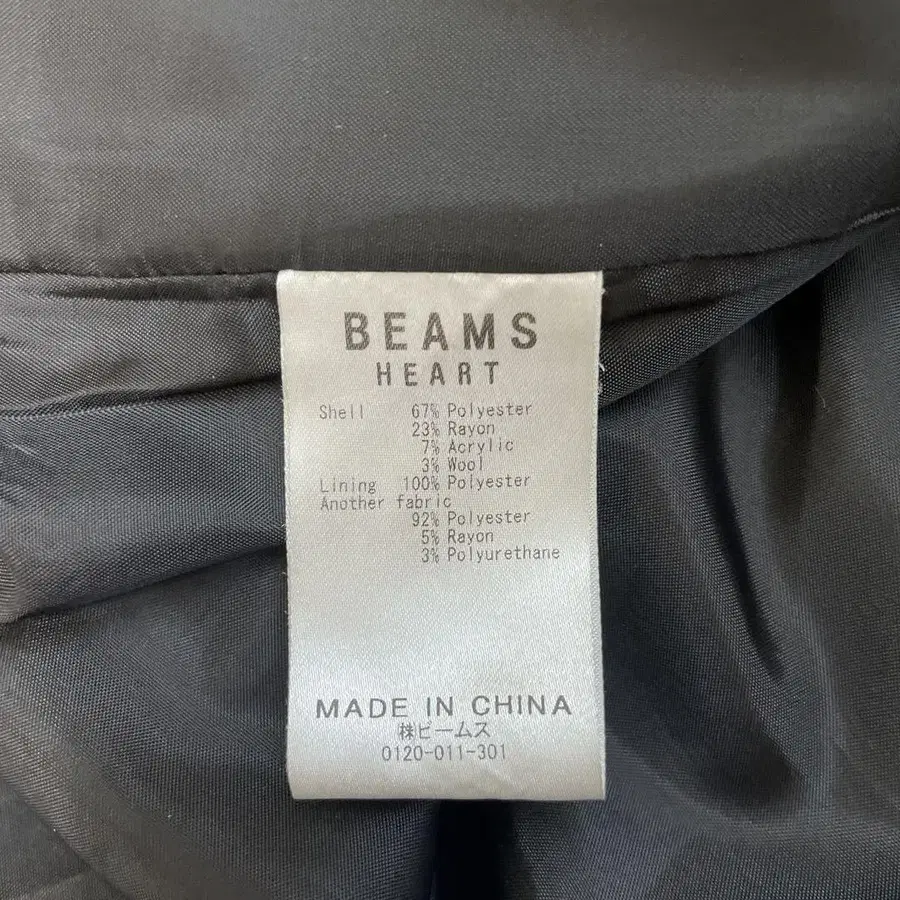 BEAMS
HEART
Shell 67% Polyester
23% Rayon
7% Acrylic
3% Wool
Lining 100% Polyester
Another fabric
92% Polyester
5% Rayon
3% Polyurethane
MADE IN CHINA
㈱ビームス
0120-011-301